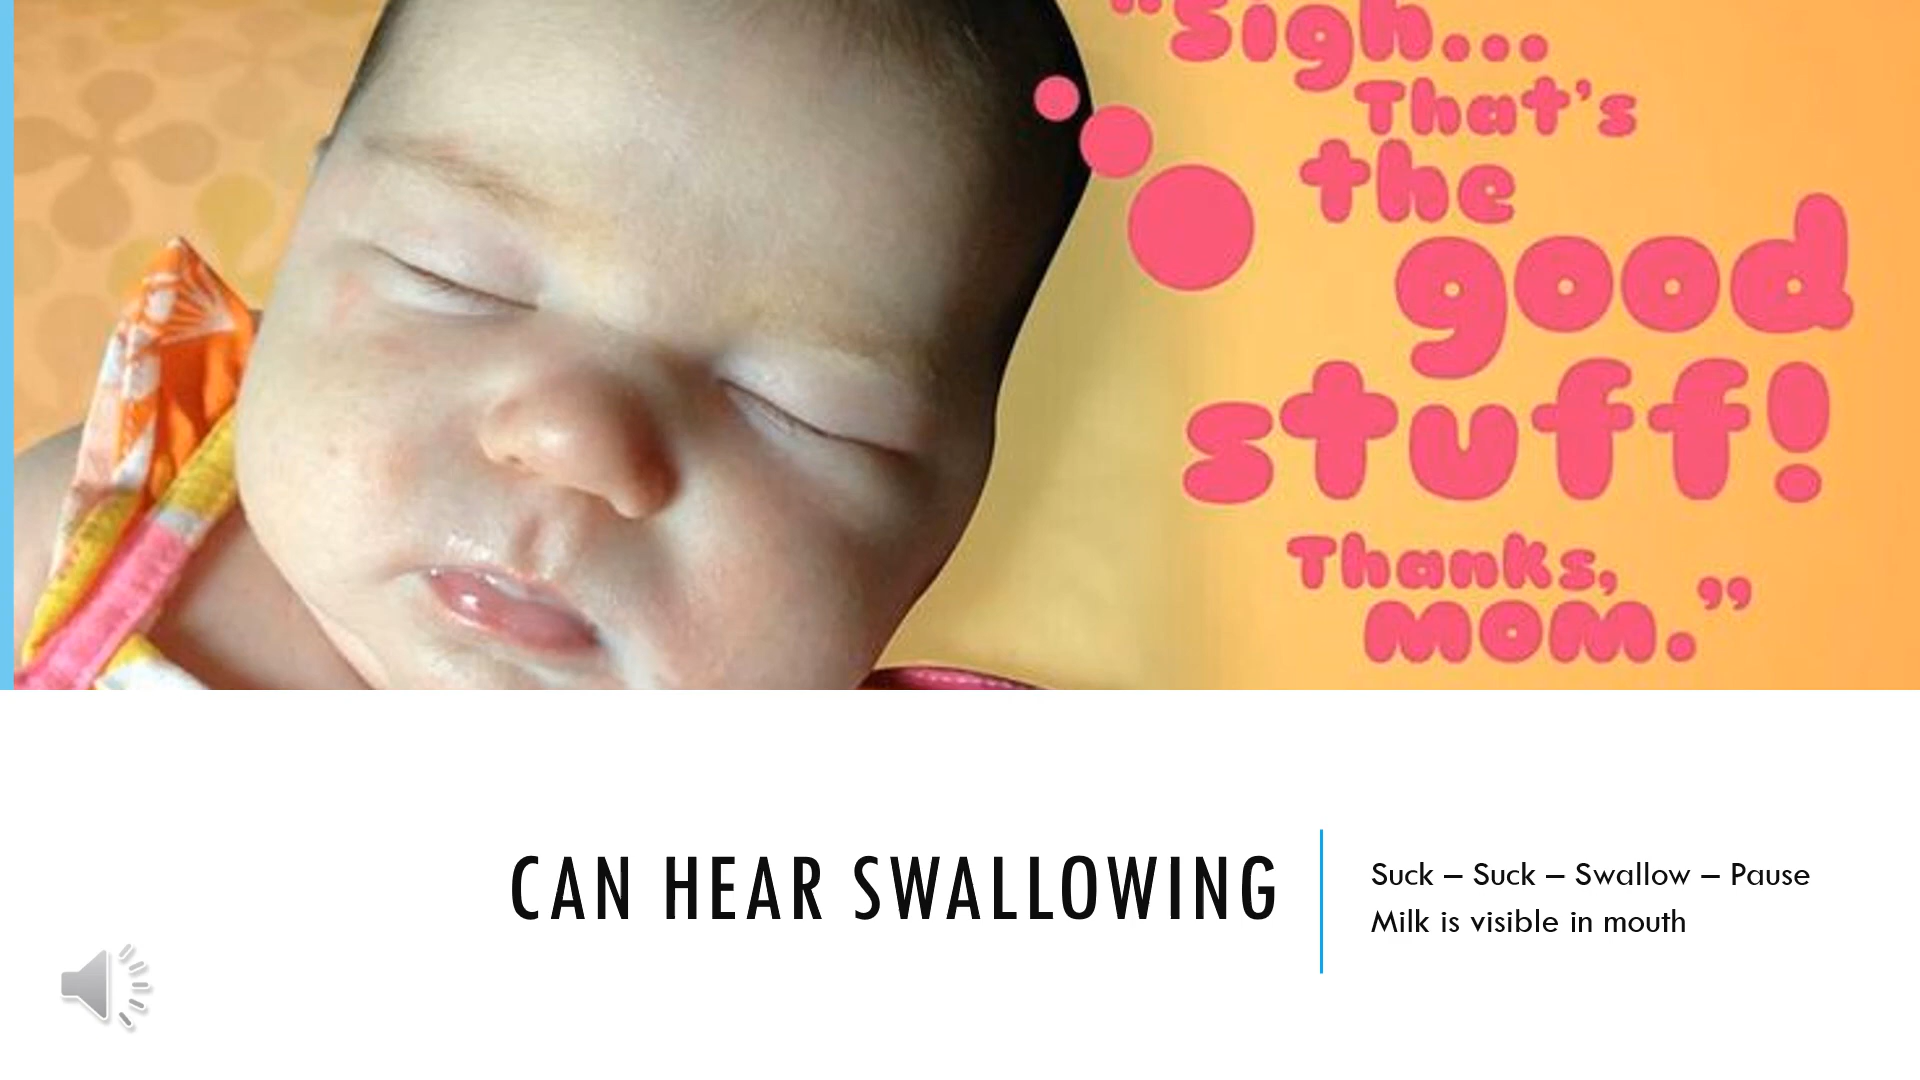 "Sigh...
That's
the
good
stuff!
Thanks,
mom."
CAN HEAR SWALLOWING
Suck – Suck – Swallow – Pause
Milk is visible in mouth